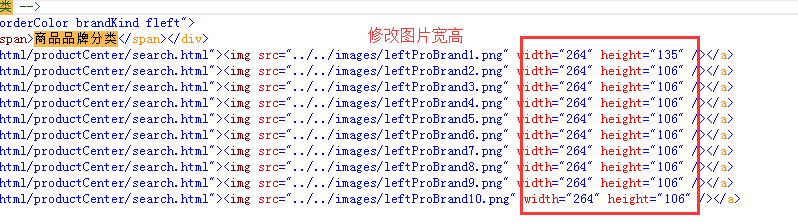 类 -->
orderColor brandKind fleft">
span>商品品牌分类</span></div>
修改图片宽高
html/productCenter/search.html"><img src="../../images/leftProBrand1.png" width="264" height="135" /></a>
html/productCenter/search.html"><img src="../../images/leftProBrand2.png" width="264" height="106" /></a>
html/productCenter/search.html"><img src="../../images/leftProBrand3.png" width="264" height="106" /></a>
html/productCenter/search.html"><img src="../../images/leftProBrand4.png" width="264" height="106" /></a>
html/productCenter/search.html"><img src="../../images/leftProBrand5.png" width="264" height="106" /></a>
html/productCenter/search.html"><img src="../../images/leftProBrand6.png" width="264" height="106" /></a>
html/productCenter/search.html"><img src="../../images/leftProBrand7.png" width="264" height="106" /></a>
html/productCenter/search.html"><img src="../../images/leftProBrand8.png" width="264" height="106" /></a>
html/productCenter/search.html"><img src="../../images/leftProBrand9.png" width="264" height="106" /></a>
html/productCenter/search.html"><img src="../../images/leftProBrand10.png" width="264" height="106" /></a>